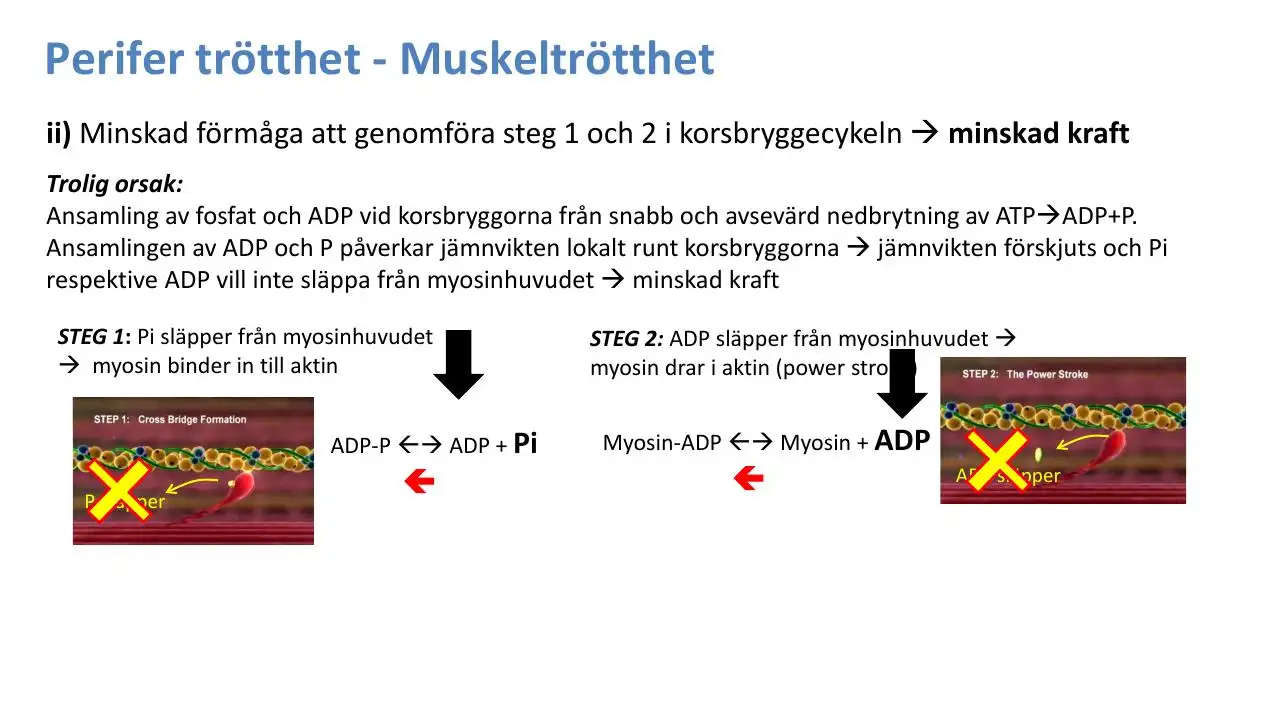 Perifer trötthet - Muskeltrötthet
ii) Minskad förmåga att genomföra steg 1 och 2 i korsbryggecykeln → minskad kraft
Trolig orsak:
Ansamling av fosfat och ADP vid korsbryggorna från snabb och avsevärd nedbrytning av ATP→ADP+P.
Ansamlingen av ADP och P påverkar jämnvikten lokalt runt korsbryggorna → jämnvikten förskjuts och Pi
respektive ADP vill inte släppa från myosinhuvudet → minskad kraft
STEG 1: Pi släpper från myosinhuvudet
→ myosin binder in till aktin
STEP 1: Cross Bridge Formation
ADP-P ←→ ADP + Pi
STEG 2: ADP släpper från myosinhuvudet →
myosin drar i aktin (power
STEP 2: The Power Stroke
Myosin-ADP ←→ Myosin + ADP